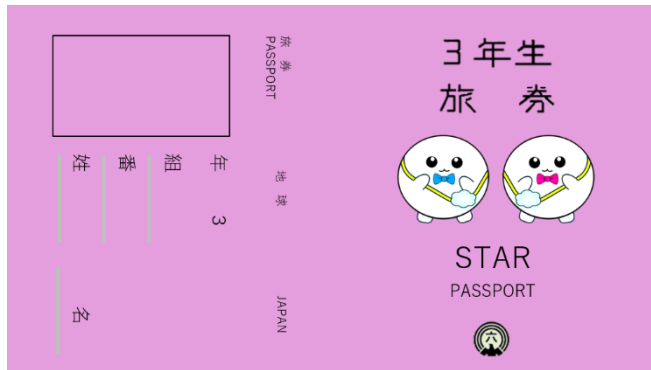 3年生
旅 券
STAR
PASSPORT
六
旅 券 地 球 JAPAN
PASSPORT
年 3
組
番
姓 名